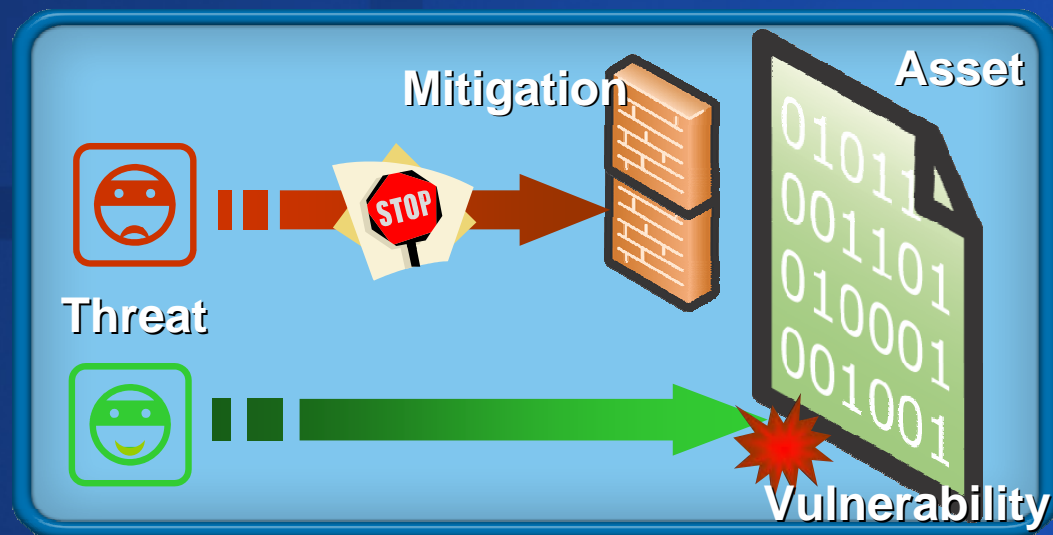 Mitigation
Asset
STOP
Threat
01011
001101
010001
001001
Vulnerability